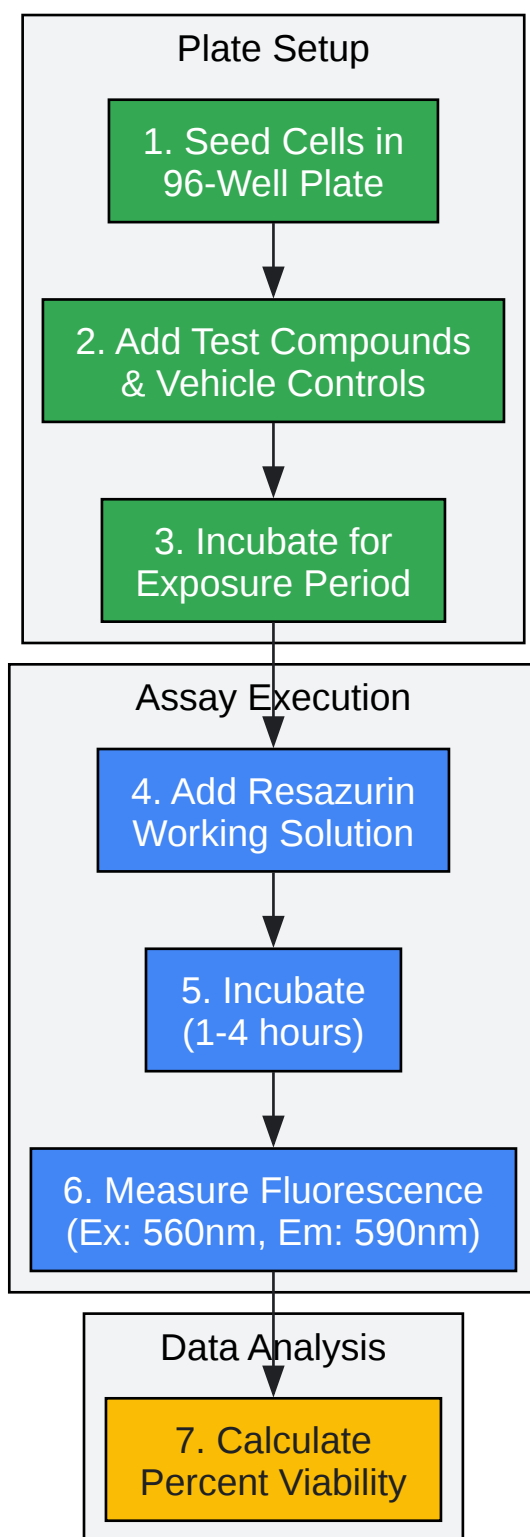 Plate Setup
1. Seed Cells in
96-Well Plate
2. Add Test Compounds
& Vehicle Controls
3. Incubate for
Exposure Period
Assay Execution
4. Add Resazurin
Working Solution
5. Incubate
(1-4 hours)
6. Measure Fluorescence
(Ex: 560nm, Em: 590nm)
Data Analysis
7. Calculate
Percent Viability